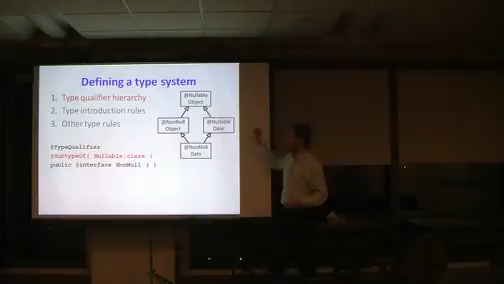 Defining a type system
1. Type qualifier hierarchy
2. Type introduction rules
3. Other type rules
@Nullable
Object
@NonNull
Object
@Nullable
Date
@NonNull
Date
@TypeQualifier
@SubtypeOf( Nullable.class )
public @interface NonNull { }